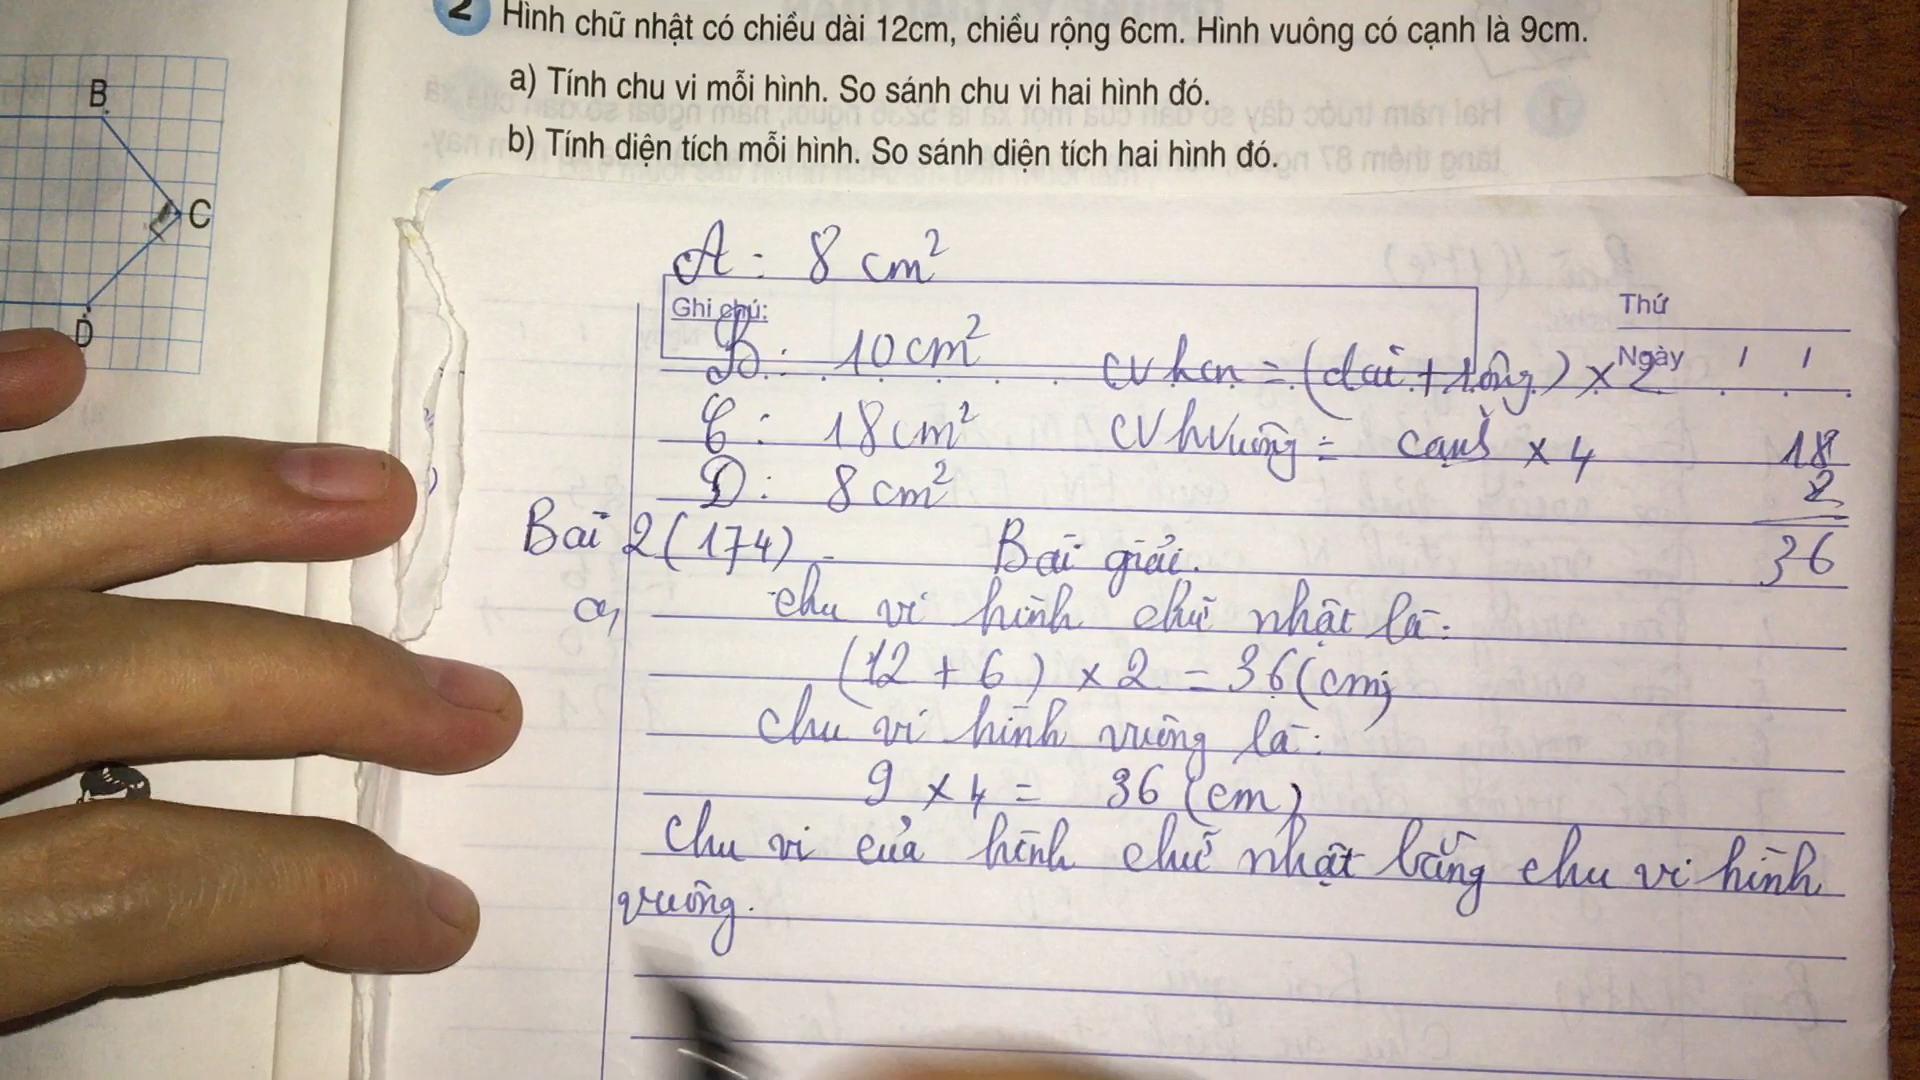 2 Hình chữ nhật có chiều dài 12cm, chiều rộng 6cm. Hình vuông có cạnh là 9cm.
a) Tính chu vi mỗi hình. So sánh chu vi hai hình đó.
b) Tính diện tích mỗi hình. So sánh diện tích hai hình đó.
B
C
D
A : 8 cm²
Ghi chú:
Thứ
B : 10 cm²
cv hcn = (dài + rộng) × 2
Ngày / /
C : 18 cm²
cv hvuông = cạnh × 4
18
2
36
D : 8 cm²
Bài 2 (174)
Bài giải.
a, chu vi hình chữ nhật là:
(12 + 6) × 2 = 36 (cm)
chu vi hình vuông là:
9 × 4 = 36 (cm)
chu vi của hình chữ nhật bằng chu vi hình
vuông.